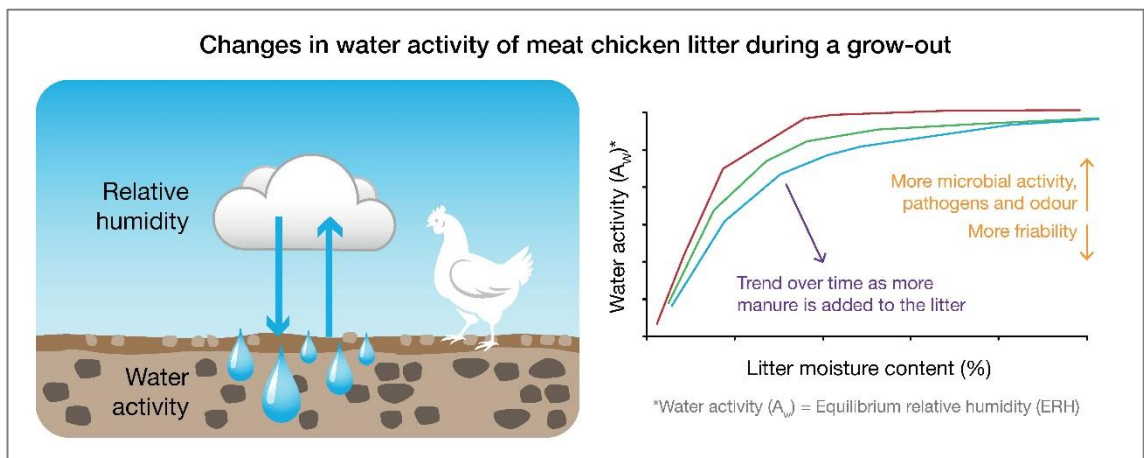 Changes in water activity of meat chicken litter during a grow-out
Relative
humidity
Water
activity
Water activity (Aw)*
More microbial activity,
pathogens and odour
More friability
Trend over time as more
manure is added to the litter
Litter moisture content (%)
*Water activity (Aw) = Equilibrium relative humidity (ERH)